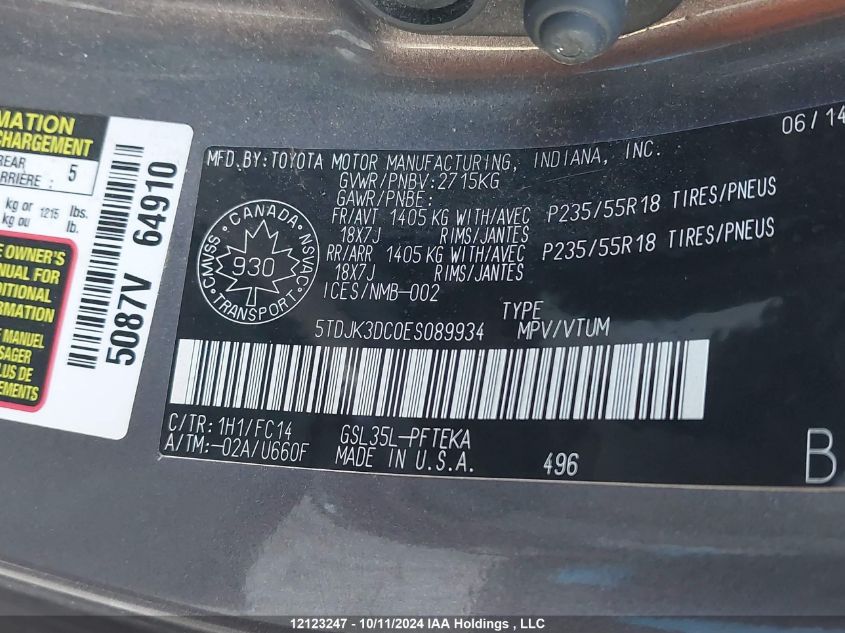 MATION
CHARGEMENT
REAR
ARRIÈRE: 5
kg or 1215 lbs.
kg ou lb.
E OWNER'S
ANUAL FOR
DITIONAL
ORMATION
E MANUEL
SAGER
LUS DE
EMENTS
5087V 64910
06/14
MFD.BY:TOYOTA MOTOR MANUFACTURING, INDIANA, INC.
GVWR/PNBV:2715KG
GAWR/PNBE:
FR/AVT 1405 KG WITH/AVEC P235/55R18 TIRES/PNEUS
18X7J RIMS/JANTES
RR/ARR 1405 KG WITH/AVEC P235/55R18 TIRES/PNEUS
18X7J RIMS/JANTES
ICES/NMB-002
CANADA
CMVSS 930 NSVAC
TRANSPORT
TYPE
5TDJK3DC0ES089934 MPV/VTUM
C/TR:1H1/FC14 GSL35L-PFTEKA
A/TM:-02A/U660F MADE IN U.S.A. 496
B
12123247 - 10/11/2024 IAA Holdings , LLC